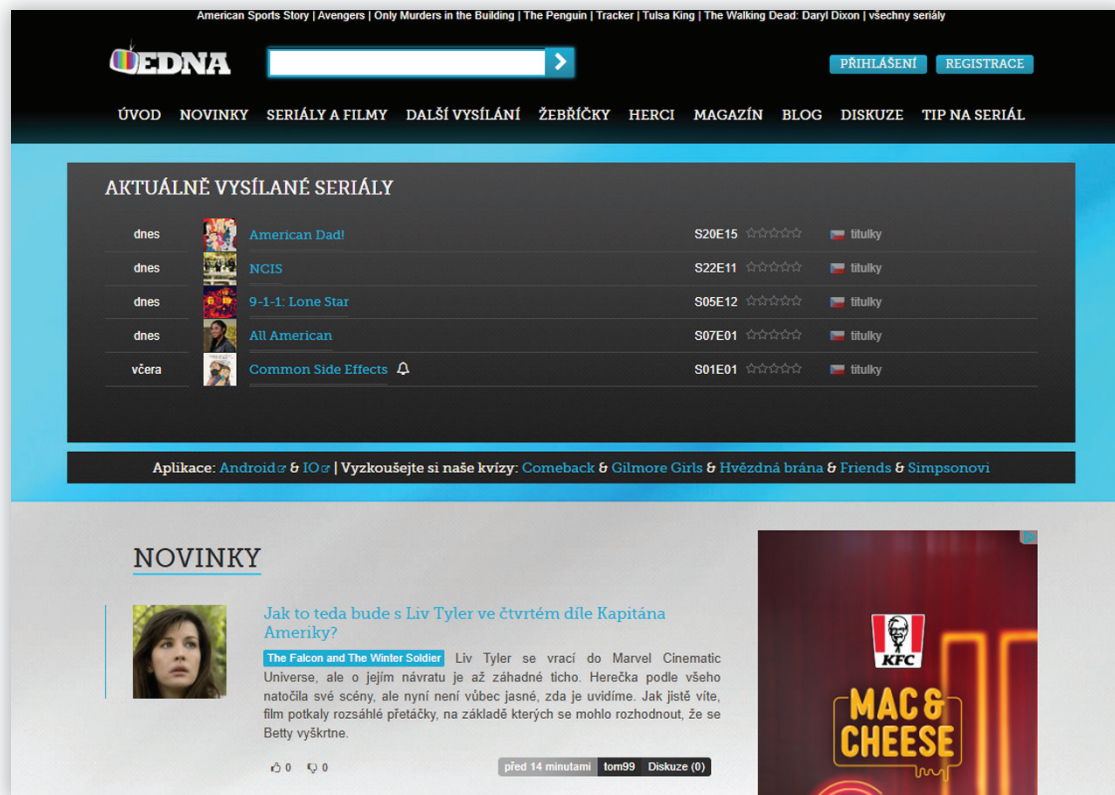 American Sports Story | Avengers | Only Murders in the Building | The Penguin | Tracker | Tulsa King | The Walking Dead: Daryl Dixon | všechny seriály
EDNA
PŘIHLÁŠENÍ REGISTRACE
ÚVOD NOVINKY SERIÁLY A FILMY DALŠÍ VYSÍLÁNÍ ŽEBŘÍČKY HERCI MAGAZÍN BLOG DISKUZE TIP NA SERIÁL
AKTUÁLNĚ VYSÍLANÉ SERIÁLY
dnes American Dad! S20E15 titulky
dnes NCIS S22E11 titulky
dnes 9-1-1: Lone Star S05E12 titulky
dnes All American S07E01 titulky
včera Common Side Effects S01E01 titulky
Aplikace: Android & IO | Vyzkoušejte si naše kvízy: Comeback & Gilmore Girls & Hvězdná brána & Friends & Simpsonovi
NOVINKY
Jak to teda bude s Liv Tyler ve čtvrtém díle Kapitána
Ameriky?
The Falcon and The Winter Soldier Liv Tyler se vrací do Marvel Cinematic
Universe, ale o jejím návratu je až záhadné ticho. Herečka podle všeho
natočila své scény, ale nyní není vůbec jasné, zda je uvidíme. Jak jistě víte,
film potkaly rozsáhlé přetáčky, na základě kterých se mohlo rozhodnout, že se
Betty vyškrtne.
0 0 před 14 minutami tom99 Diskuze (0)
KFC
MAC &
CHEESE